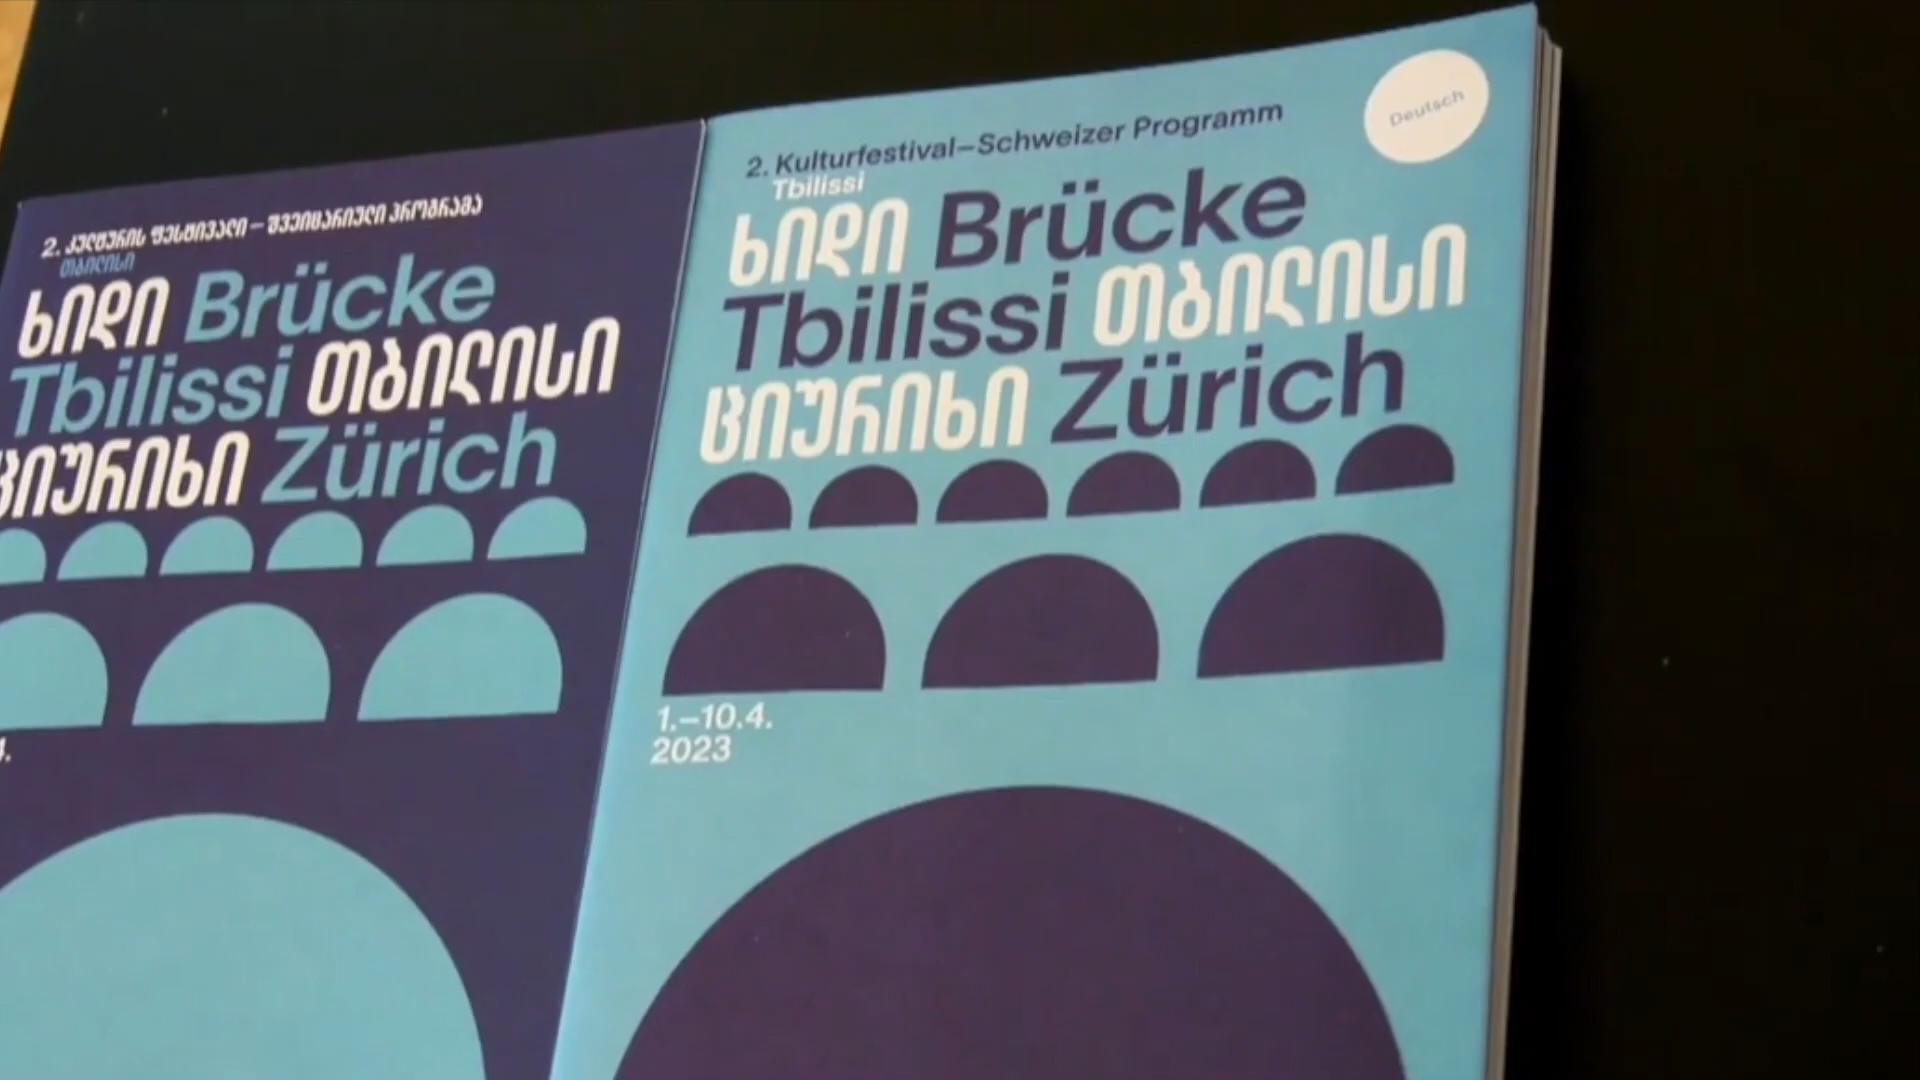 2. კულტურის ფესტივალი – შვეიცარიული პროგრამა
თბილისი
ხიდი Brücke
Tbilissi თბილისი
ციურიხი Zürich
4.
2. Kulturfestival–Schweizer Programm
Tbilissi
ხიდი Brücke
Tbilissi თბილისი
ციურიხი Zürich
1.–10.4.
2023
Deutsch